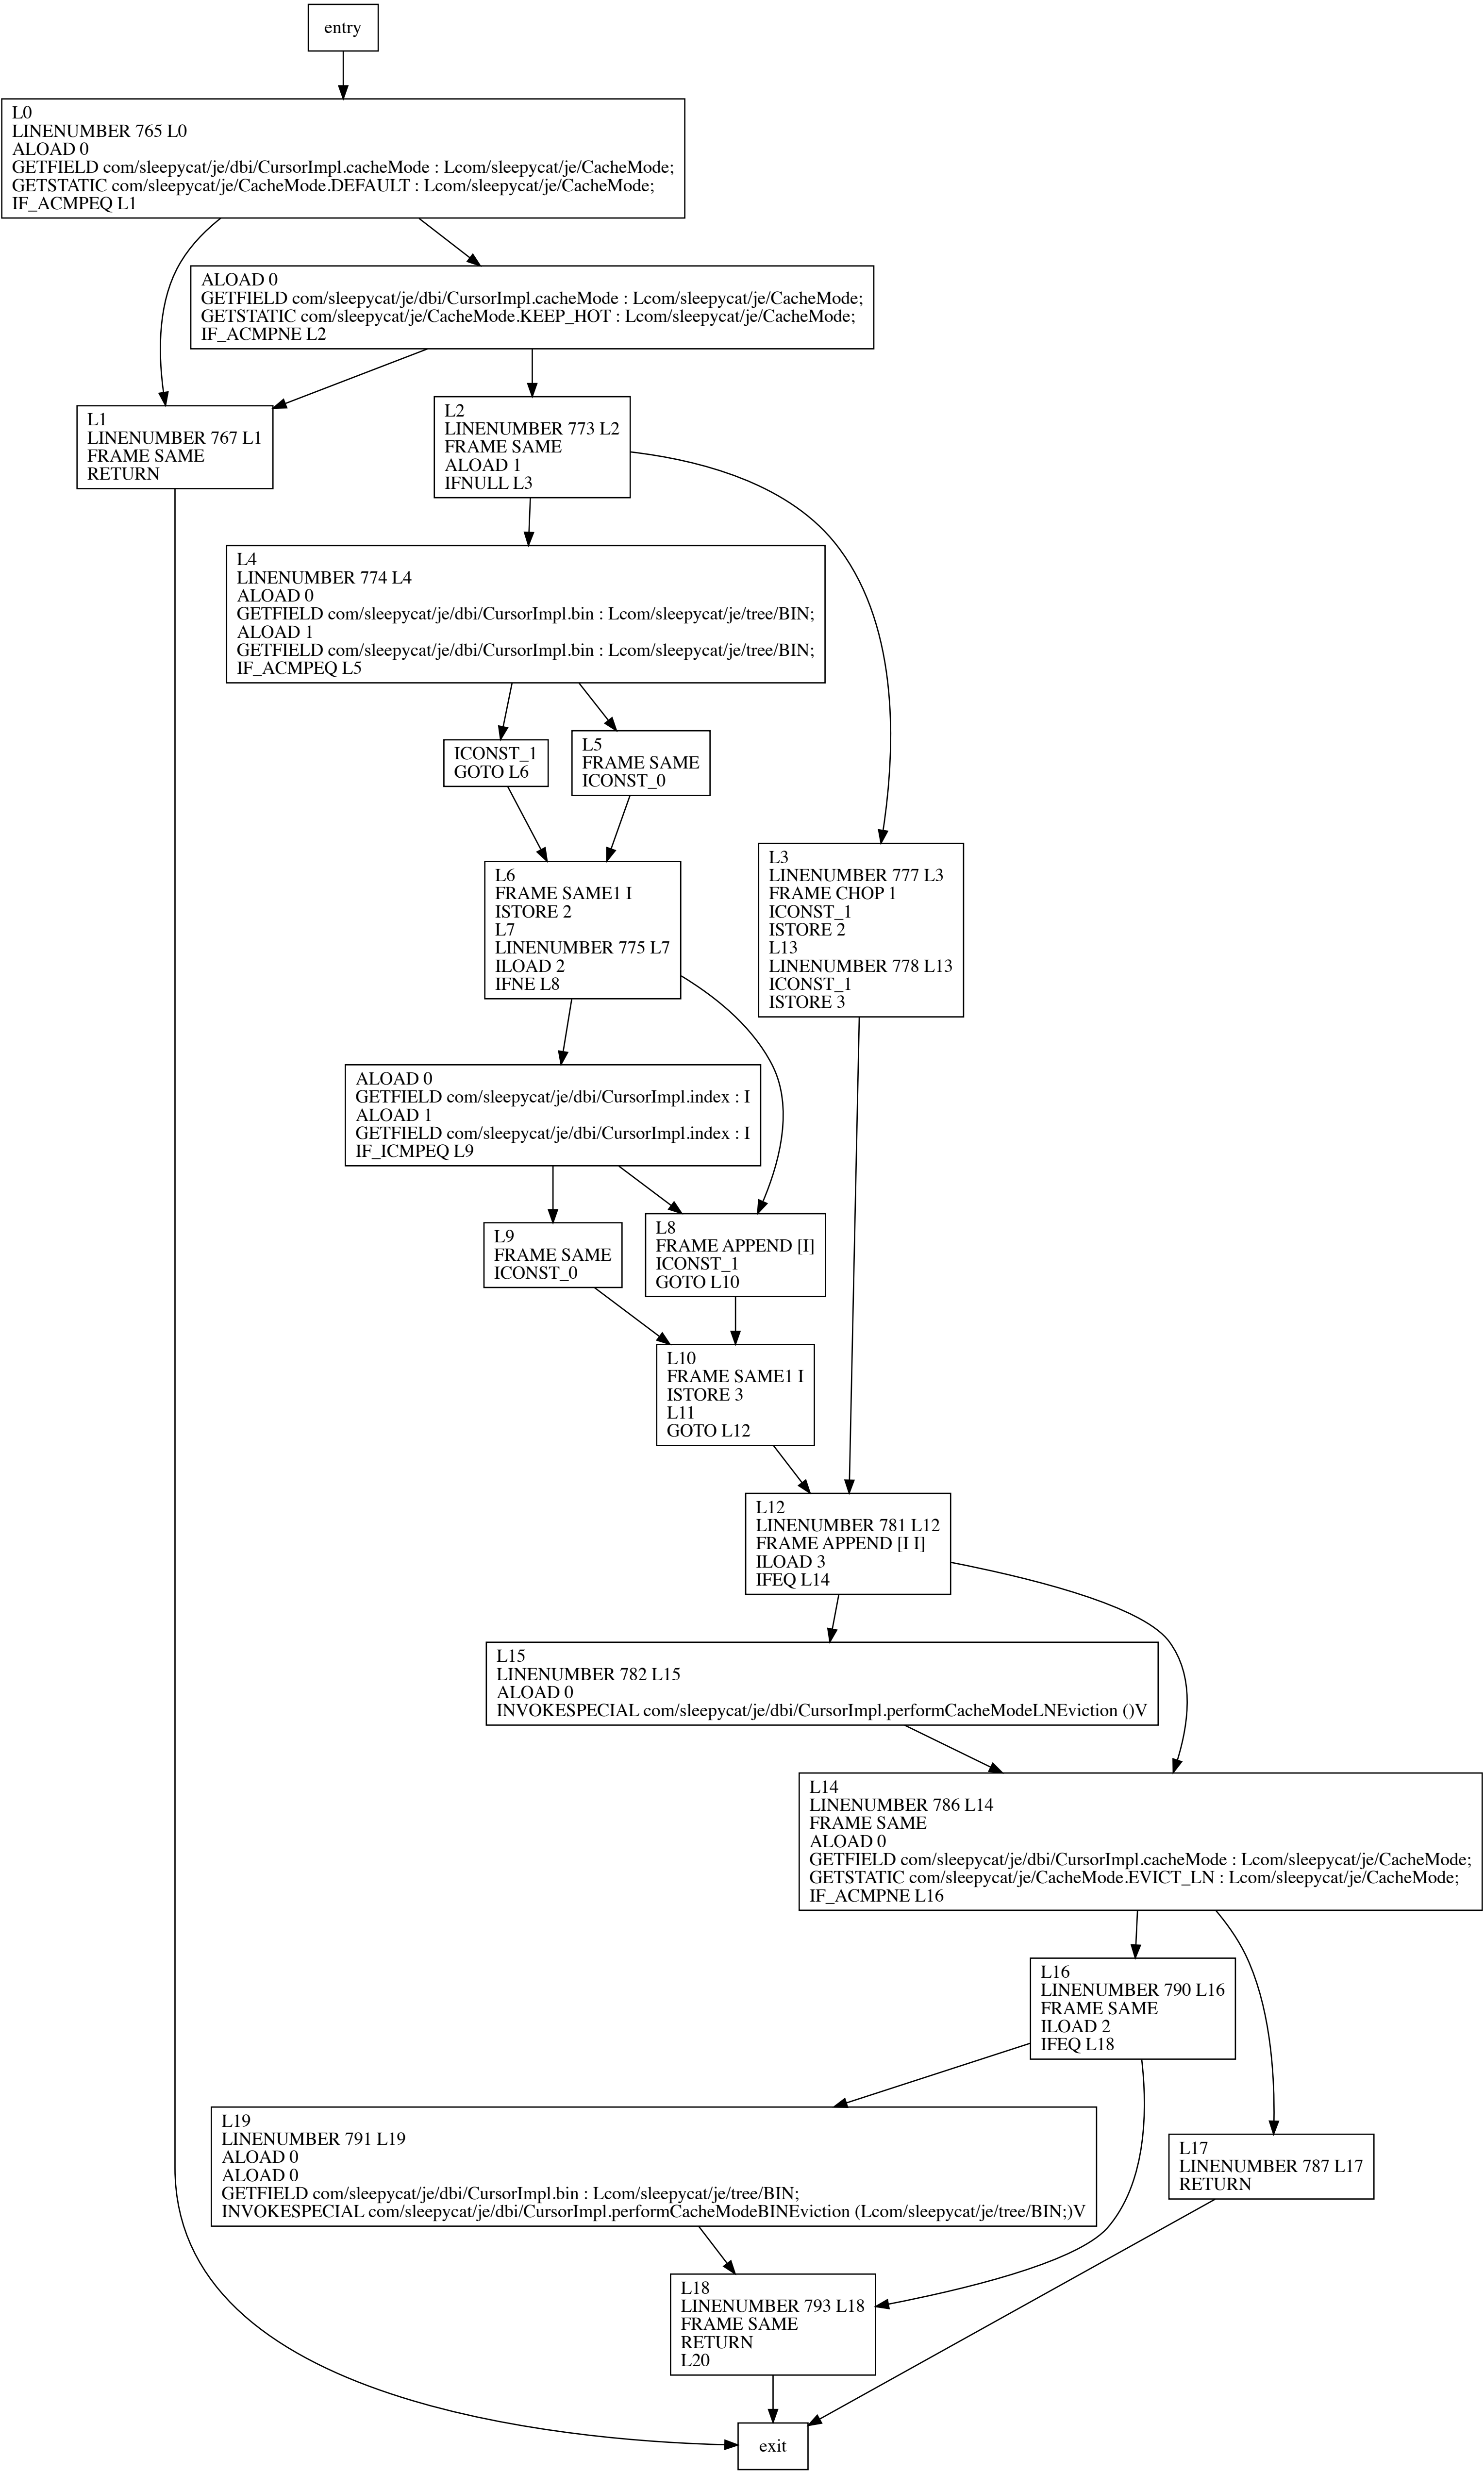 entry
L0
LINENUMBER 765 L0
ALOAD 0
GETFIELD com/sleepycat/je/dbi/CursorImpl.cacheMode : Lcom/sleepycat/je/CacheMode;
GETSTATIC com/sleepycat/je/CacheMode.DEFAULT : Lcom/sleepycat/je/CacheMode;
IF_ACMPEQ L1
ALOAD 0
GETFIELD com/sleepycat/je/dbi/CursorImpl.cacheMode : Lcom/sleepycat/je/CacheMode;
GETSTATIC com/sleepycat/je/CacheMode.KEEP_HOT : Lcom/sleepycat/je/CacheMode;
IF_ACMPNE L2
L1
LINENUMBER 767 L1
FRAME SAME
RETURN
L2
LINENUMBER 773 L2
FRAME SAME
ALOAD 1
IFNULL L3
L4
LINENUMBER 774 L4
ALOAD 0
GETFIELD com/sleepycat/je/dbi/CursorImpl.bin : Lcom/sleepycat/je/tree/BIN;
ALOAD 1
GETFIELD com/sleepycat/je/dbi/CursorImpl.bin : Lcom/sleepycat/je/tree/BIN;
IF_ACMPEQ L5
ICONST_1
GOTO L6
L5
FRAME SAME
ICONST_0
L6
FRAME SAME1 I
ISTORE 2
L7
LINENUMBER 775 L7
ILOAD 2
IFNE L8
L3
LINENUMBER 777 L3
FRAME CHOP 1
ICONST_1
ISTORE 2
L13
LINENUMBER 778 L13
ICONST_1
ISTORE 3
ALOAD 0
GETFIELD com/sleepycat/je/dbi/CursorImpl.index : I
ALOAD 1
GETFIELD com/sleepycat/je/dbi/CursorImpl.index : I
IF_ICMPEQ L9
L9
FRAME SAME
ICONST_0
L8
FRAME APPEND [I]
ICONST_1
GOTO L10
L10
FRAME SAME1 I
ISTORE 3
L11
GOTO L12
L12
LINENUMBER 781 L12
FRAME APPEND [I I]
ILOAD 3
IFEQ L14
L15
LINENUMBER 782 L15
ALOAD 0
INVOKESPECIAL com/sleepycat/je/dbi/CursorImpl.performCacheModeLNEviction ()V
L14
LINENUMBER 786 L14
FRAME SAME
ALOAD 0
GETFIELD com/sleepycat/je/dbi/CursorImpl.cacheMode : Lcom/sleepycat/je/CacheMode;
GETSTATIC com/sleepycat/je/CacheMode.EVICT_LN : Lcom/sleepycat/je/CacheMode;
IF_ACMPNE L16
L16
LINENUMBER 790 L16
FRAME SAME
ILOAD 2
IFEQ L18
L19
LINENUMBER 791 L19
ALOAD 0
ALOAD 0
GETFIELD com/sleepycat/je/dbi/CursorImpl.bin : Lcom/sleepycat/je/tree/BIN;
INVOKESPECIAL com/sleepycat/je/dbi/CursorImpl.performCacheModeBINEviction (Lcom/sleepycat/je/tree/BIN;)V
L17
LINENUMBER 787 L17
RETURN
L18
LINENUMBER 793 L18
FRAME SAME
RETURN
L20
exit